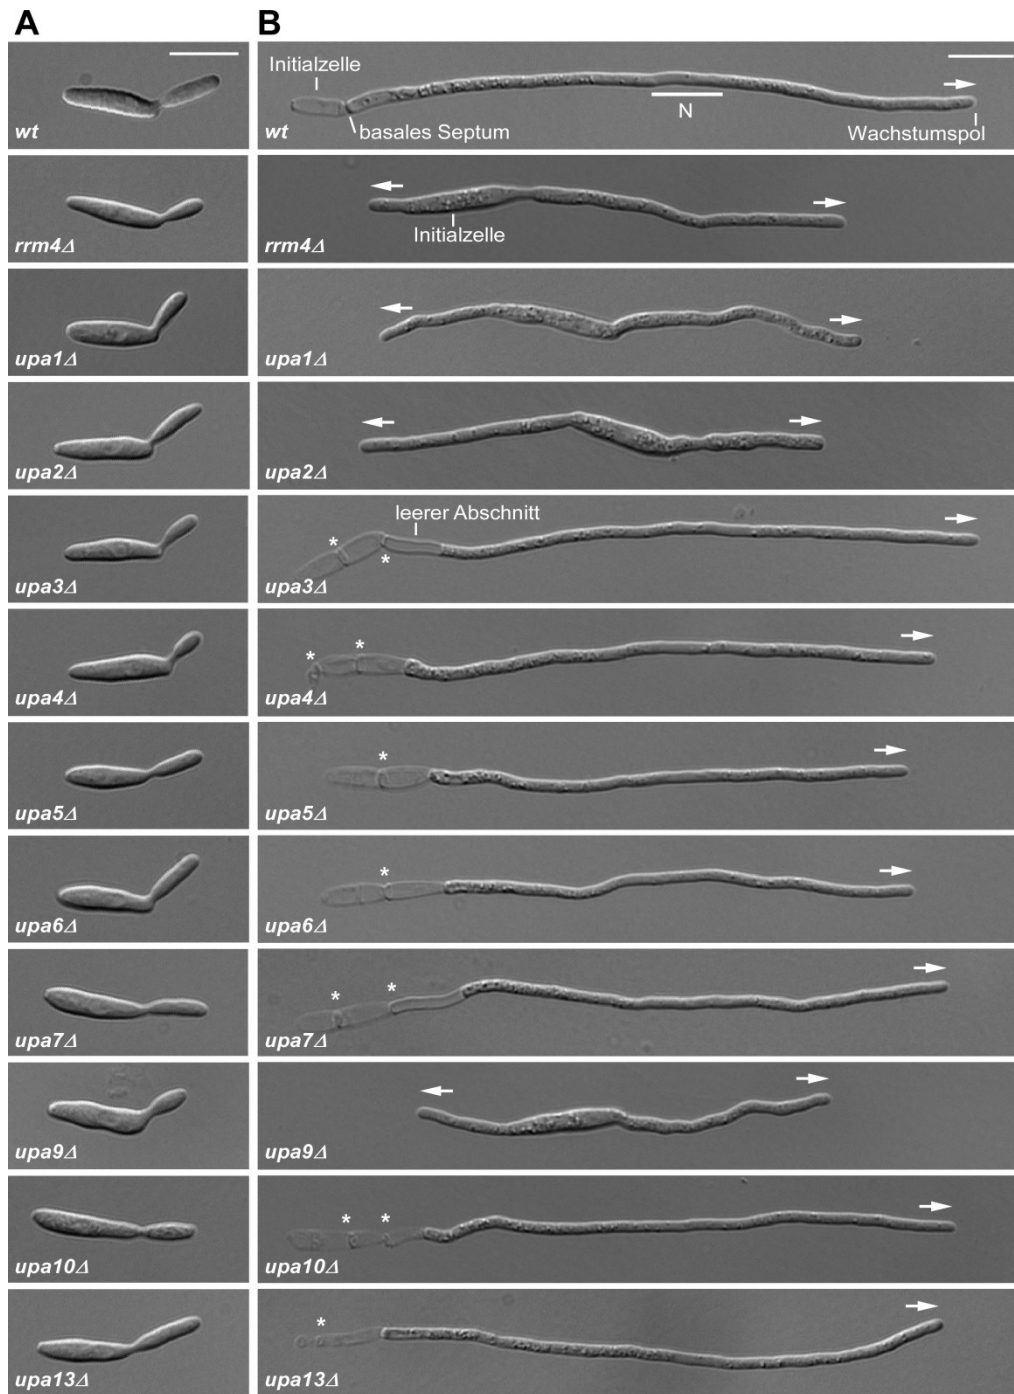 A
B
wt
Initialzelle
basales Septum
N
Wachstumspol
wt
rrm4Δ
Initialzelle
rrm4Δ
upa1Δ
upa1Δ
upa2Δ
upa2Δ
upa3Δ
leerer Abschnitt
*
*
upa3Δ
upa4Δ
*
*
upa4Δ
upa5Δ
*
upa5Δ
upa6Δ
*
upa6Δ
upa7Δ
*
*
upa7Δ
upa9Δ
upa9Δ
upa10Δ
*
*
upa10Δ
upa13Δ
*
upa13Δ